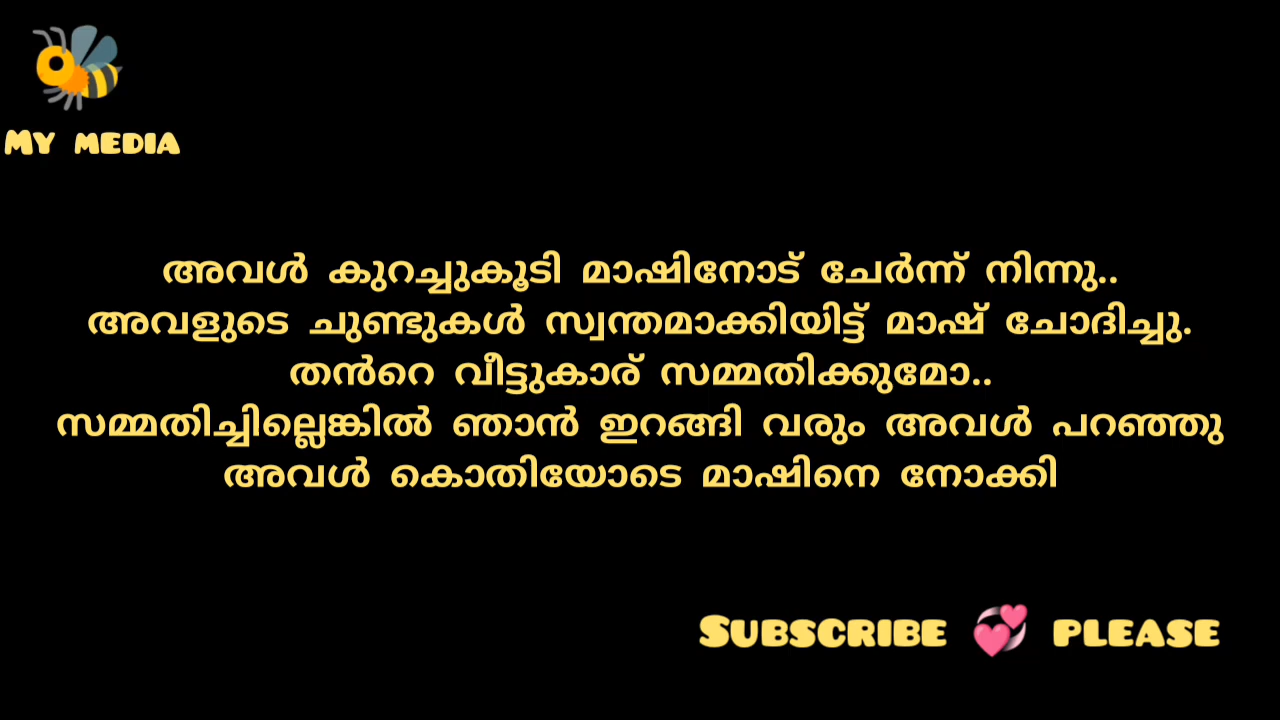 My media
അവൾ കുറച്ചുകൂടി മാഷിനോട് ചേർന്ന് നിന്നു..
അവളുടെ ചുണ്ടുകൾ സ്വന്തമാക്കിയിട്ട് മാഷ് ചോദിച്ചു.
തൻറെ വീട്ടുകാര് സമ്മതിക്കുമോ..
സമ്മതിച്ചില്ലെങ്കിൽ ഞാൻ ഇറങ്ങി വരും അവൾ പറഞ്ഞു
അവൾ കൊതിയോടെ മാഷിനെ നോക്കി
Subscribe 💞 please